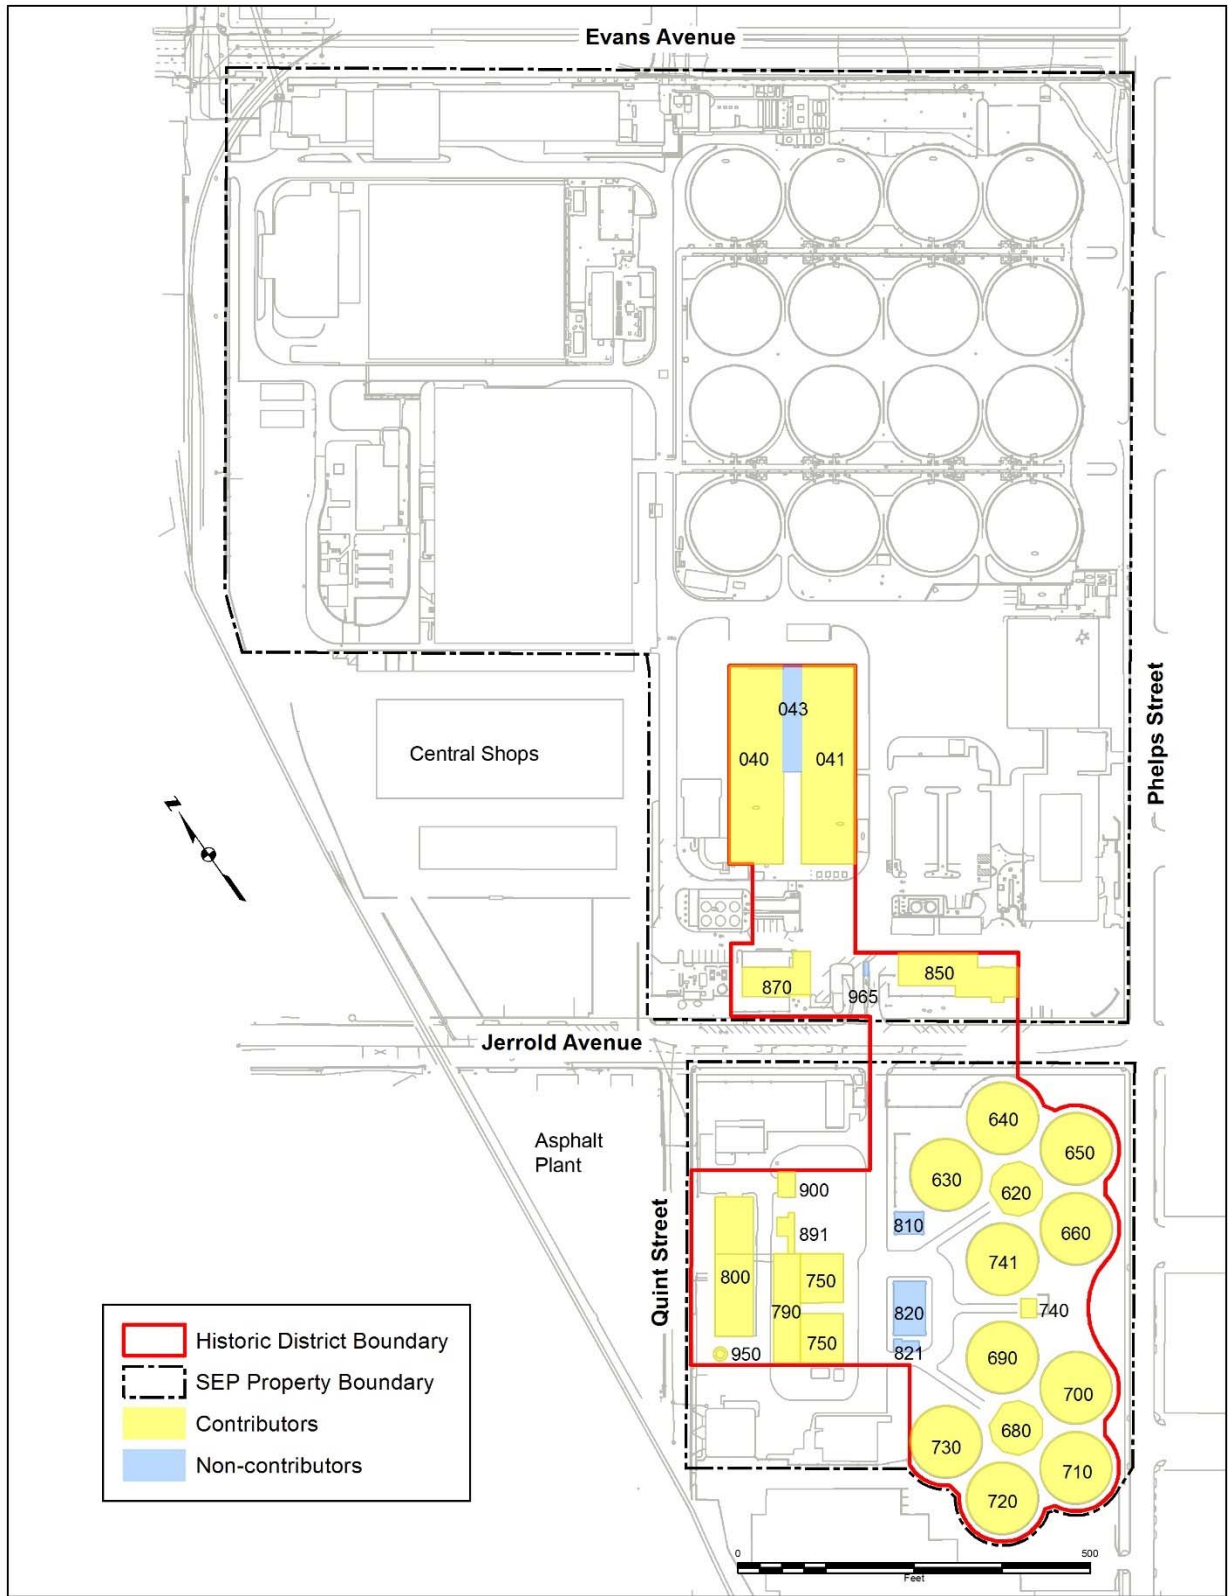 Evans Avenue
Phelps Street
043
040
041
Central Shops
Z
870
965
850
Jerrold Avenue
Asphalt
Plant
Quint Street
640
650
630
620
900
810
660
891
741
800
750
740
790
820
750
821
950
690
700
680
730
710
720
Historic District Boundary
SEP Property Boundary
Contributors
Non-contributors
0
500
Feet